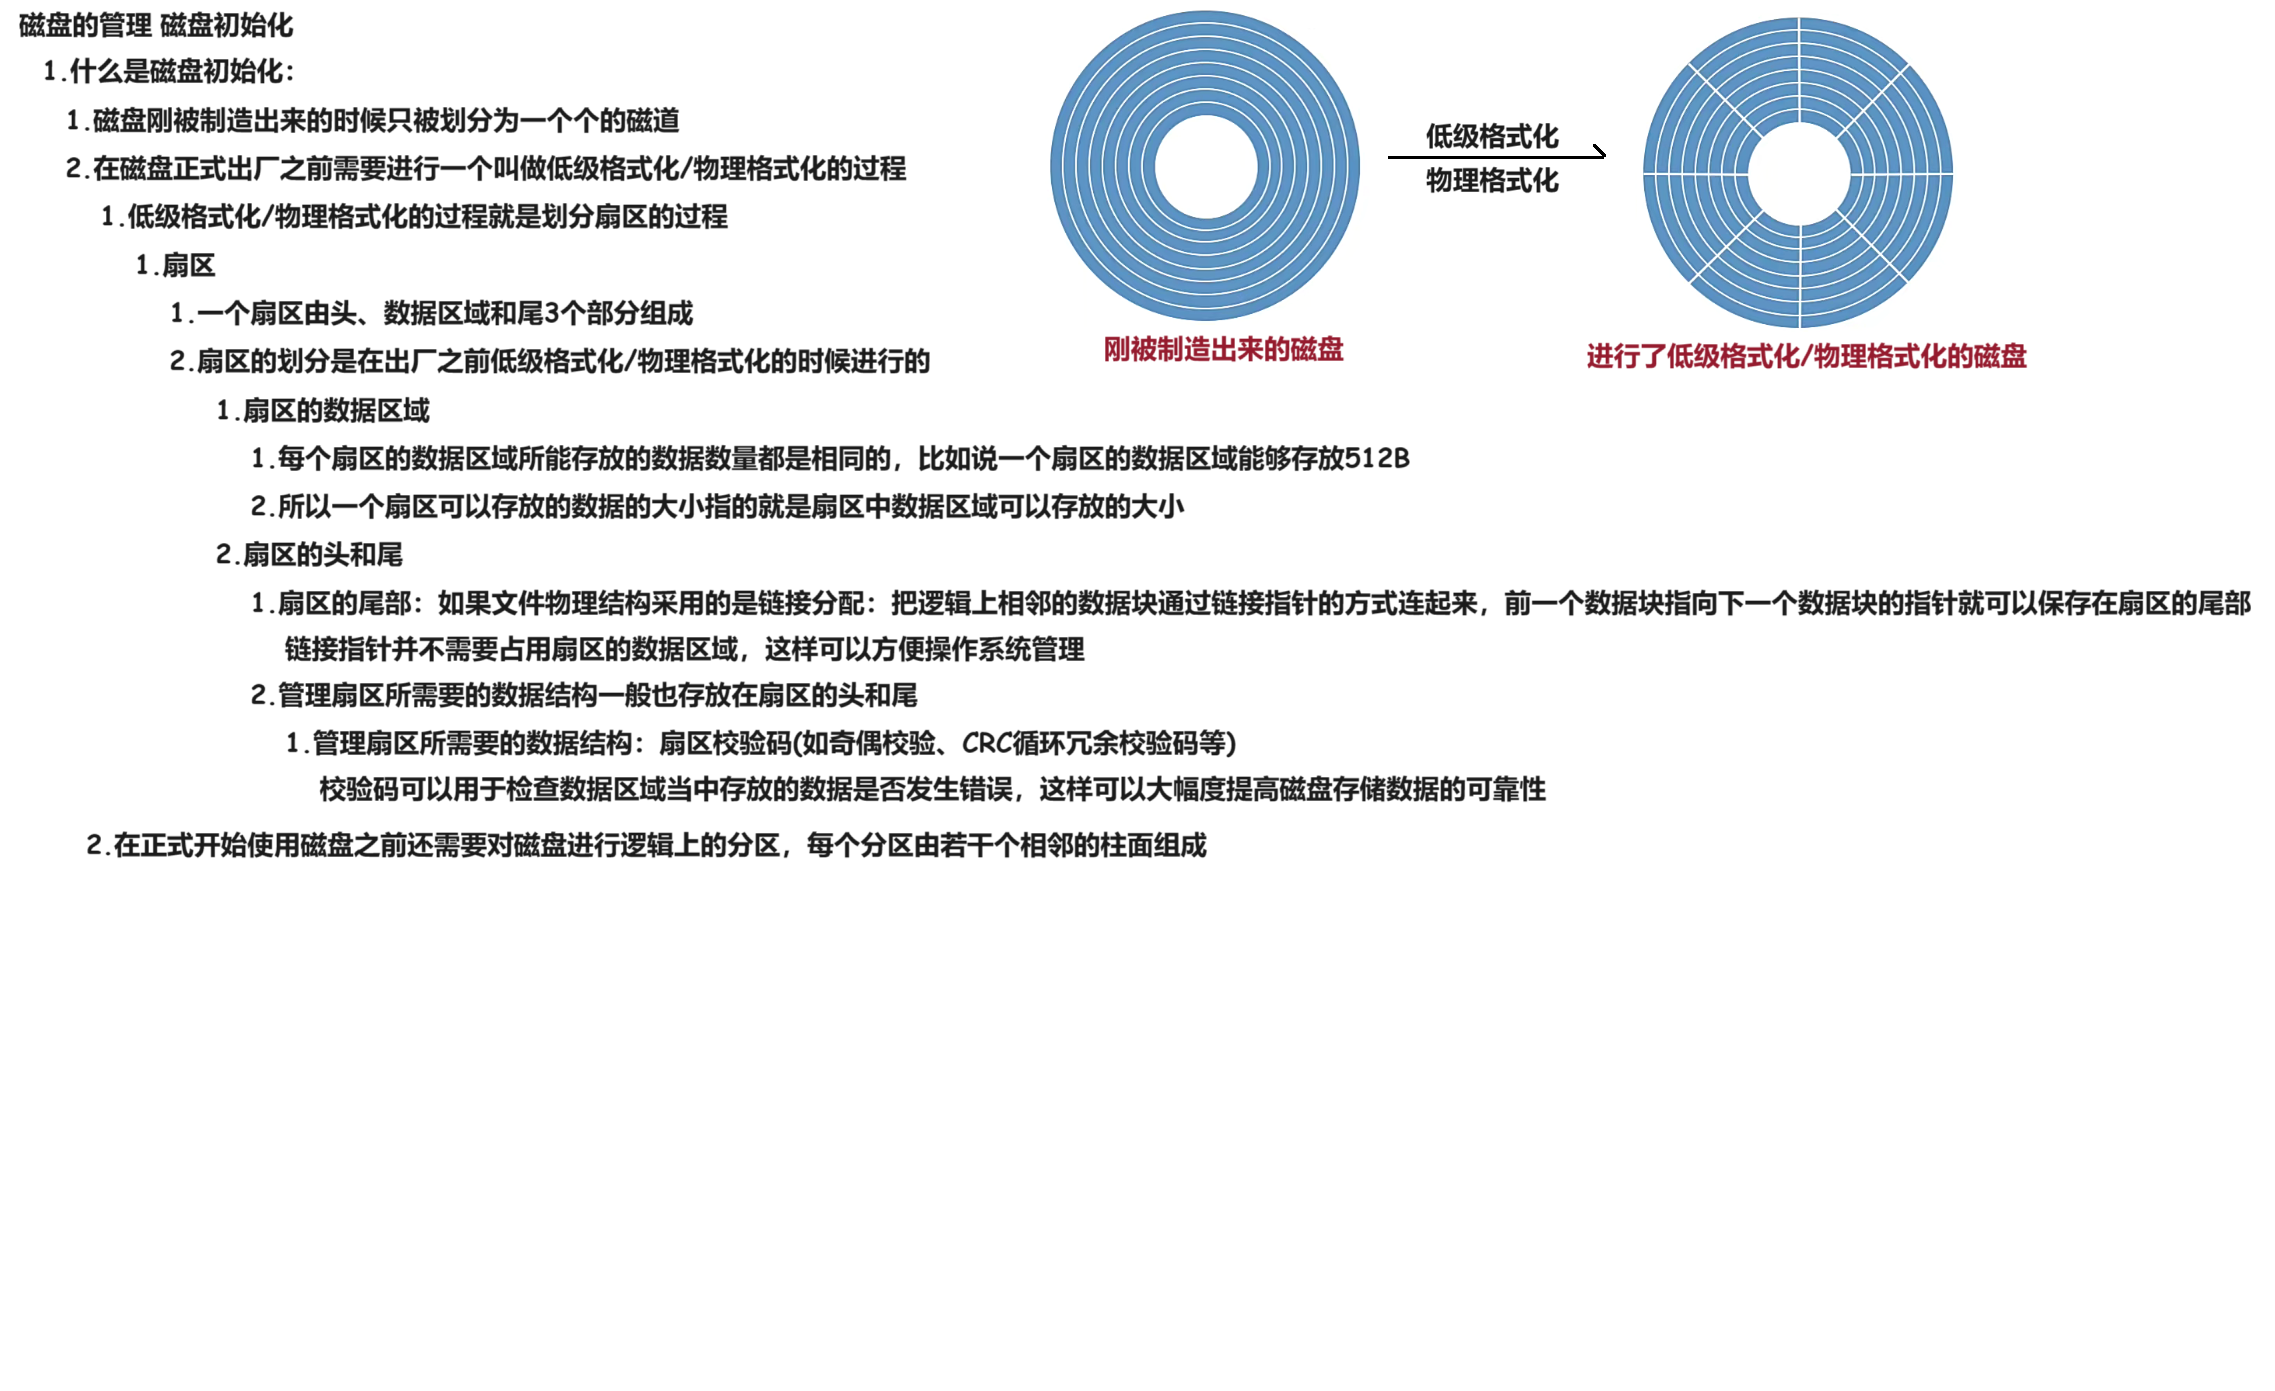 磁盘的管理 磁盘初始化
1.什么是磁盘初始化：
1.磁盘刚被制造出来的时候只被划分为一个个的磁道
2.在磁盘正式出厂之前需要进行一个叫做低级格式化/物理格式化的过程
1.低级格式化/物理格式化的过程就是划分扇区的过程
1.扇区
1.一个扇区由头、数据区域和尾3个部分组成
2.扇区的划分是在出厂之前低级格式化/物理格式化的时候进行的
1.扇区的数据区域
1.每个扇区的数据区域所能存放的数据数量都是相同的，比如说一个扇区的数据区域能够存放512B
2.所以一个扇区可以存放的数据的大小指的就是扇区中数据区域可以存放的大小
2.扇区的头和尾
1.扇区的尾部：如果文件物理结构采用的是链接分配：把逻辑上相邻的数据块通过链接指针的方式连起来，前一个数据块指向下一个数据块的指针就可以保存在扇区的尾部
链接指针并不需要占用扇区的数据区域，这样可以方便操作系统管理
2.管理扇区所需要的数据结构一般也存放在扇区的头和尾
1.管理扇区所需要的数据结构：扇区校验码(如奇偶校验、CRC循环冗余校验码等)
校验码可以用于检查数据区域当中存放的数据是否发生错误，这样可以大幅度提高磁盘存储数据的可靠性
2.在正式开始使用磁盘之前还需要对磁盘进行逻辑上的分区，每个分区由若干个相邻的柱面组成
低级格式化
物理格式化
刚被制造出来的磁盘
进行了低级格式化/物理格式化的磁盘